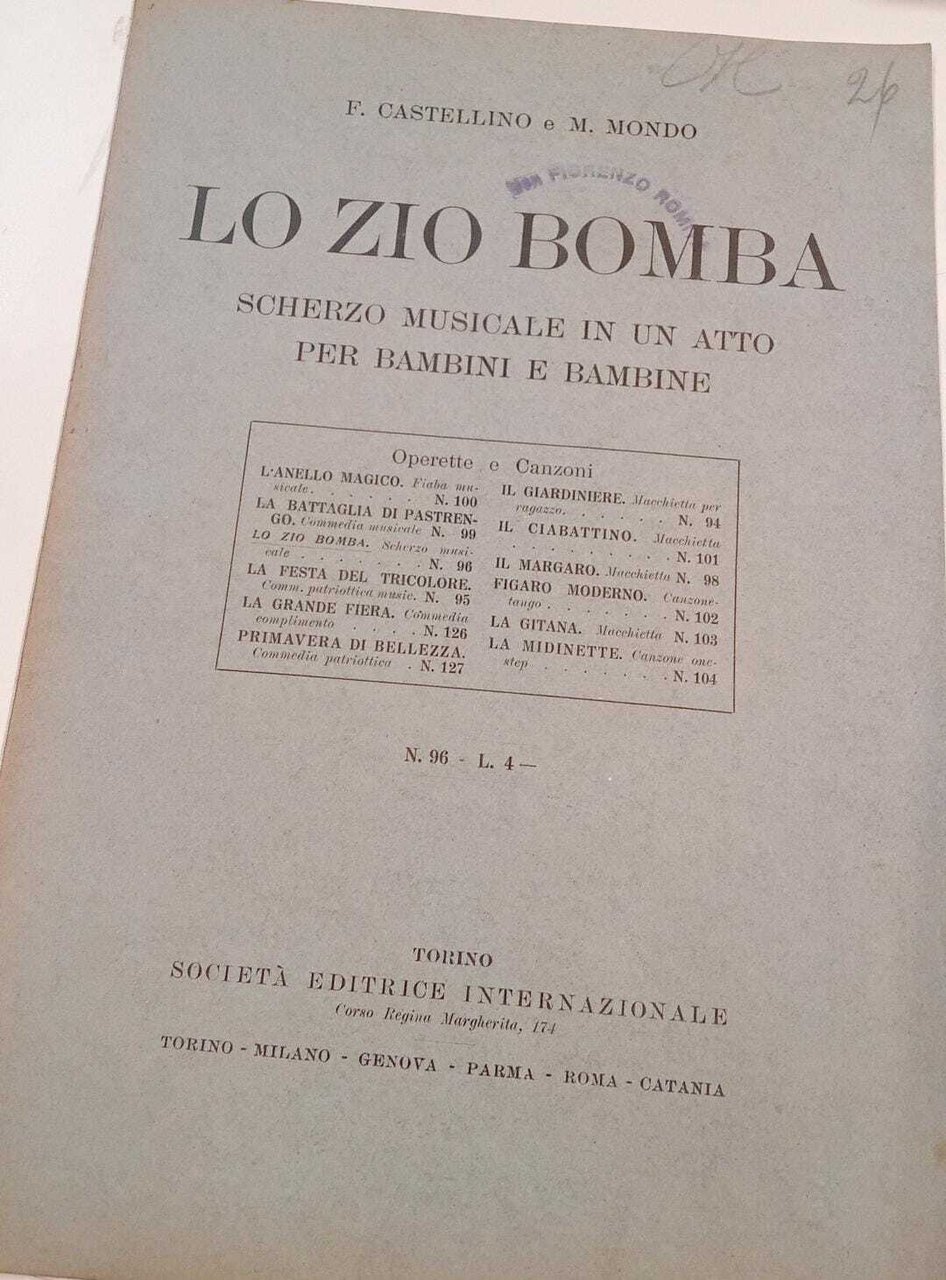 26
F. CASTELLINO e M. MONDO
FIORENZO
LO ZIO BOMBA
SCHERZO MUSICALE IN UN ATTO
PER BAMBINI E BAMBINE
Operette e Canzoni
L'ANELLO MAGICO. Fiaba mu-
sicale. . . . . . . N. 100
LA BATTAGLIA DI PASTREN-
GO. Commedia musicale N. 99
LO ZIO BOMBA. Scherzo musi-
cale . . . . . . N. 96
LA FESTA DEL TRICOLORE.
Comm. patriottica music. N. 95
LA GRANDE FIERA. Commedia
complimento . . . . N. 126
PRIMAVERA DI BELLEZZA.
Commedia patriottica . N. 127
IL GIARDINIERE. Macchietta per
ragazzo. . . . . . N. 94
IL CIABATTINO. Macchietta
. . . . . . . . . N. 101
IL MARGARO. Macchietta N. 98
FIGARO MODERNO. Canzone-
tango . . . . . . . N. 102
LA GITANA. Macchietta N. 103
LA MIDINETTE. Canzone one-
step . . . . . . . N. 104
N. 96 - L. 4 —
TORINO
SOCIETÀ EDITRICE INTERNAZIONALE
Corso Regina Margherita, 174
TORINO - MILANO - GENOVA - PARMA - ROMA - CATANIA